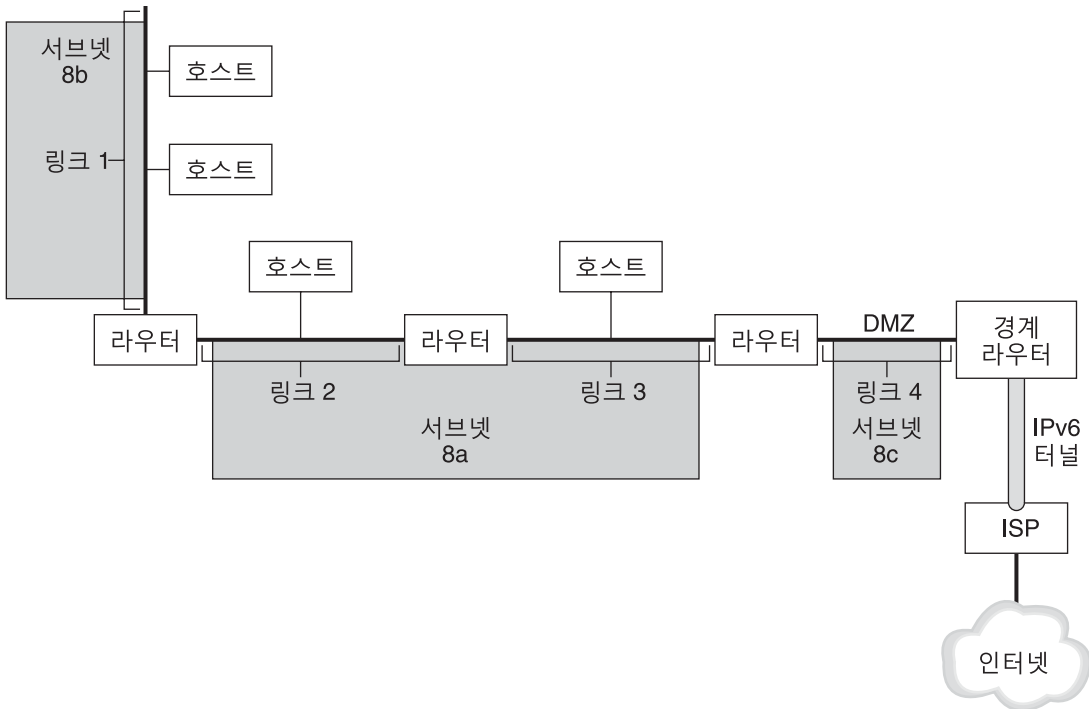 서브넷
8b
호스트
링크 1
호스트
호스트
호스트
라우터
라우터
라우터
DMZ
경계
라우터
링크 2
링크 3
링크 4
서브넷
8a
서브넷
8c
IPv6
터널
ISP
인터넷